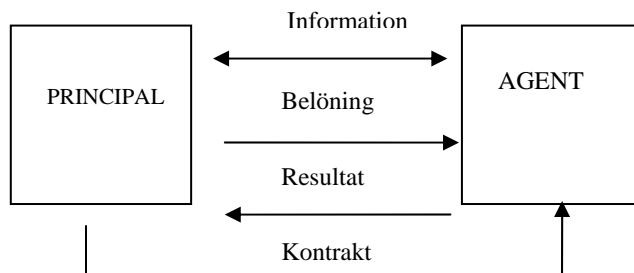 Information
PRINCIPAL
AGENT
Belöning
Resultat
Kontrakt